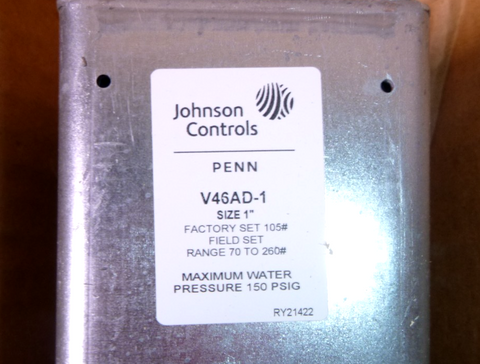 Johnson
Controls
PENN
V46AD-1
SIZE 1"
FACTORY SET 105#
FIELD SET
RANGE 70 TO 260#
MAXIMUM WATER
PRESSURE 150 PSIG
RY21422